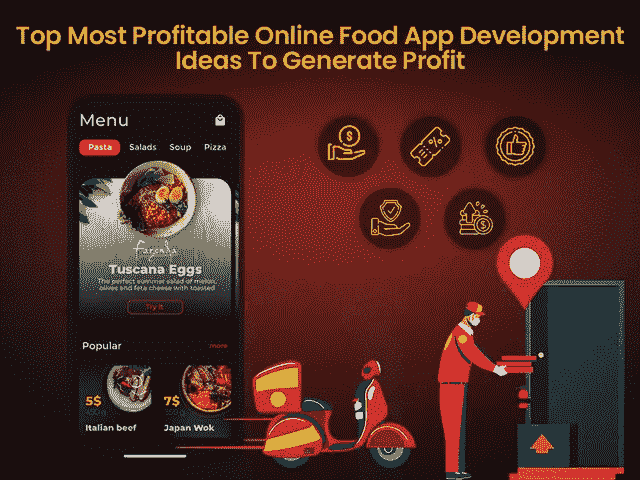 Top Most Profitable Online Food App Development
Ideas To Generate Profit
Menu
Pasta Salads Soup Pizza
Tuscana Eggs
The perfect summer salad of melon,
olives and feta cheese with toasted
Try it
Popular more
5$ 7$
Italian beef Japan Wok